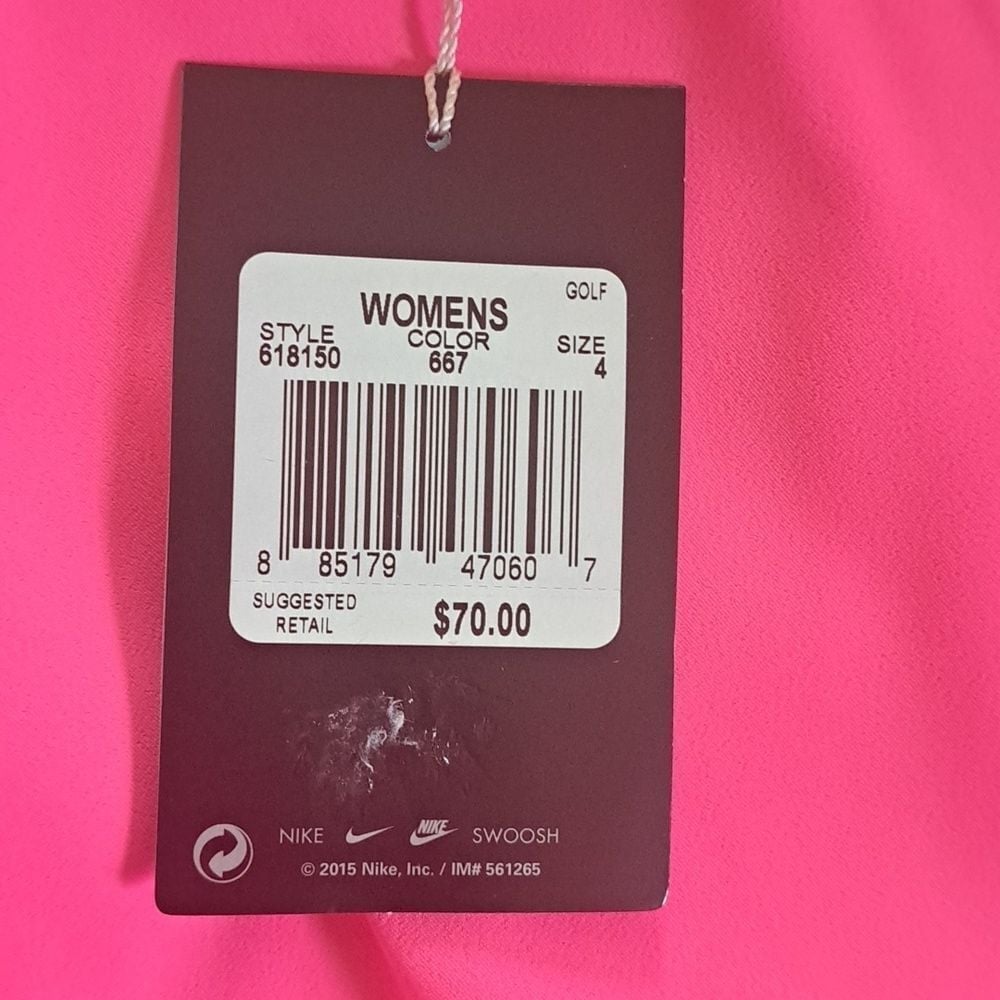 GOLF
WOMENS
STYLE COLOR SIZE
618150 667 4
8 85179 47060 7
SUGGESTED
RETAIL $70.00
NIKE NIKE SWOOSH
© 2015 Nike, Inc. / IM# 561265